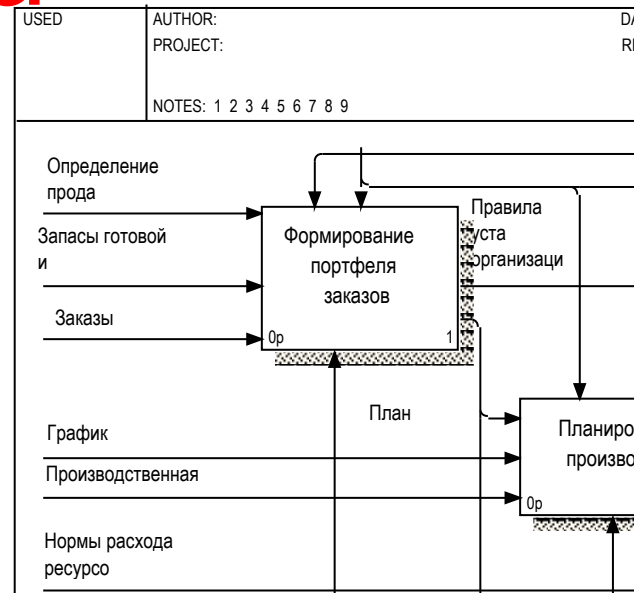 USED
AUTHOR:
PROJECT:
NOTES: 1 2 3 4 5 6 7 8 9
Определение
прода
Запасы готовой
и
Заказы
Формирование
портфеля
заказов
0р
1
Правила
уста
организаци
План
График
Производственная
Планиро
произво
0р
Нормы расхода
ресурсо